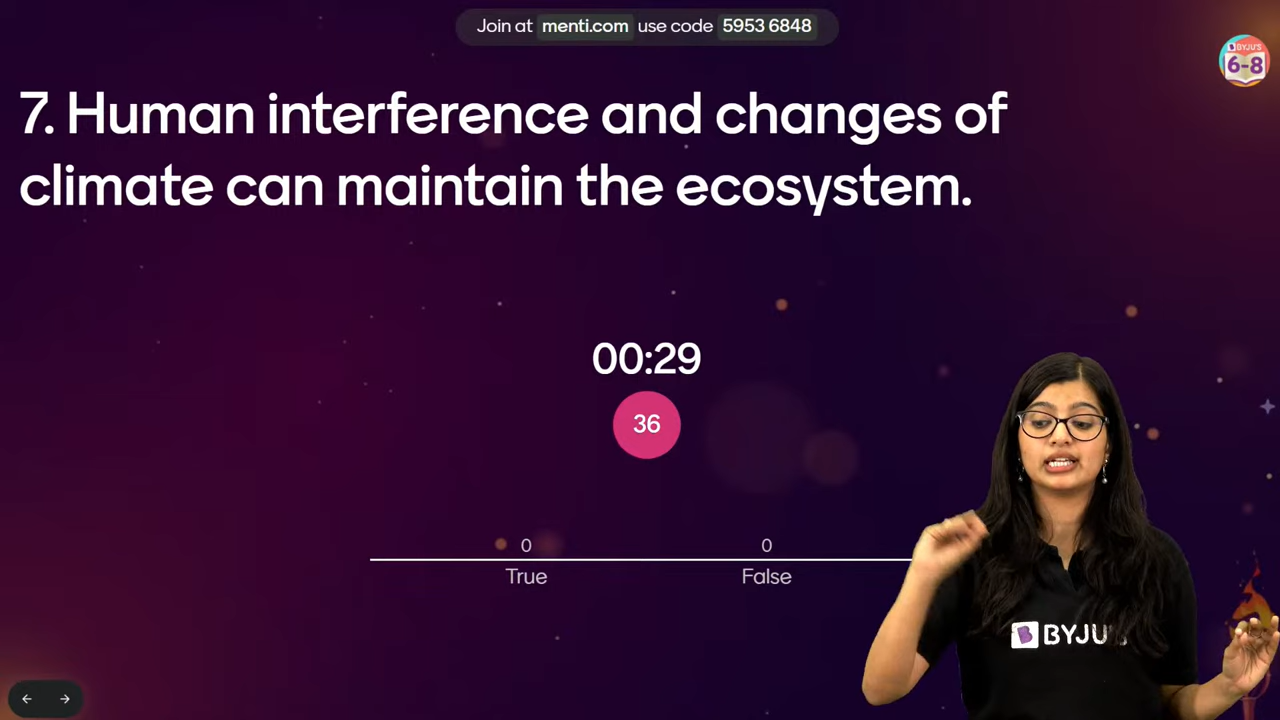 Join at menti.com use code 5953 6848
BYJU'S
6-8
7. Human interference and changes of
climate can maintain the ecosystem.
00:29
36
0 0
True False
BYJU'S